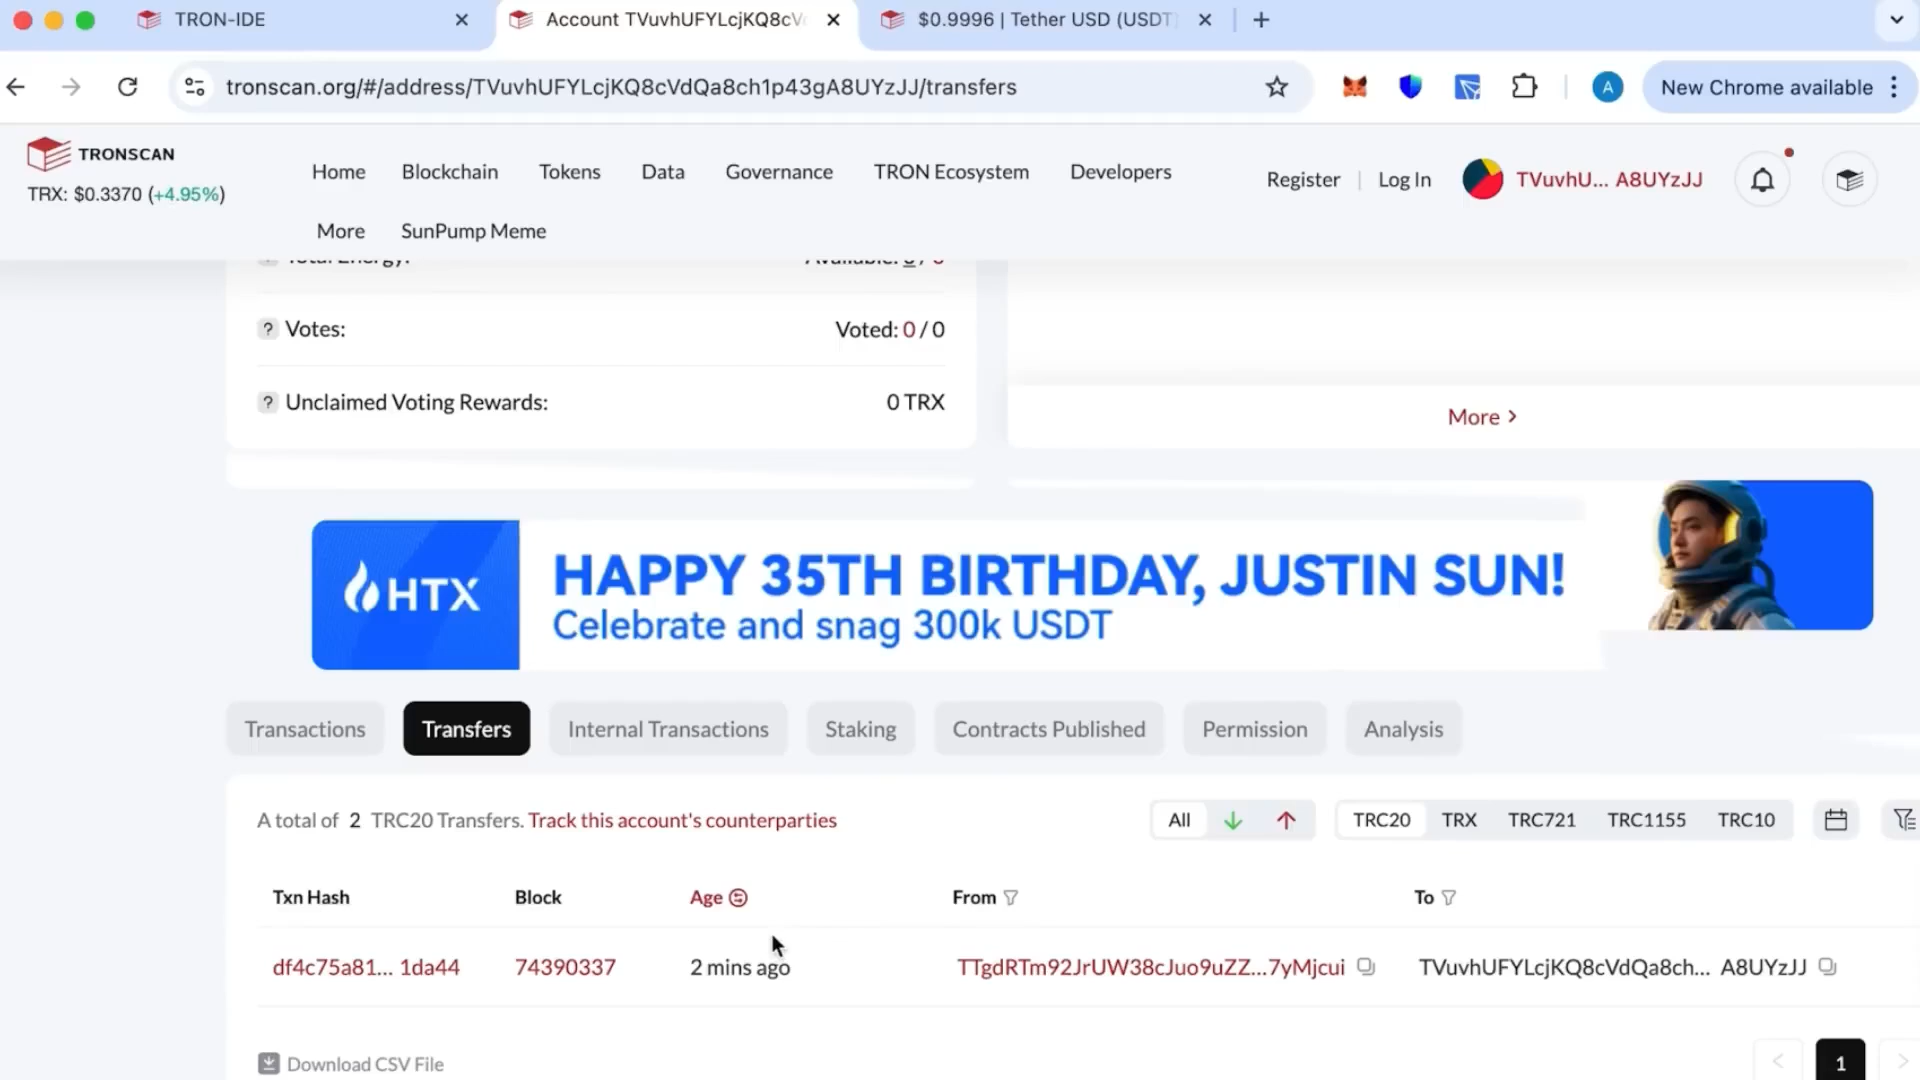 TRON-IDE
Account TVuvhUFYLcjKQ8cV
$0.9996 | Tether USD (USDT)
tronscan.org/#/address/TVuvhUFYLcjKQ8cVdQa8ch1p43gA8UYzJJ/transfers
A
New Chrome available
TRONSCAN
TRX: $0.3370 (+4.95%)
Home
Blockchain
Tokens
Data
Governance
TRON Ecosystem
Developers
Register
Log In
TVuvhU... A8UYzJJ
More
SunPump Meme
Total Energy:
Available:
? Votes:
Voted: 0 / 0
? Unclaimed Voting Rewards:
0 TRX
More >
HTX
HAPPY 35TH BIRTHDAY, JUSTIN SUN!
Celebrate and snag 300k USDT
Transactions
Transfers
Internal Transactions
Staking
Contracts Published
Permission
Analysis
A total of 2 TRC20 Transfers. Track this account's counterparties
All
TRC20
TRX
TRC721
TRC1155
TRC10
Txn Hash
Block
Age
From
To
df4c75a81... 1da44
74390337
2 mins ago
TTgdRTm92JrUW38cJuo9uZZ...7yMjcui
TVuvhUFYLcjKQ8cVdQa8ch... A8UYzJJ
Download CSV File
< 1 >